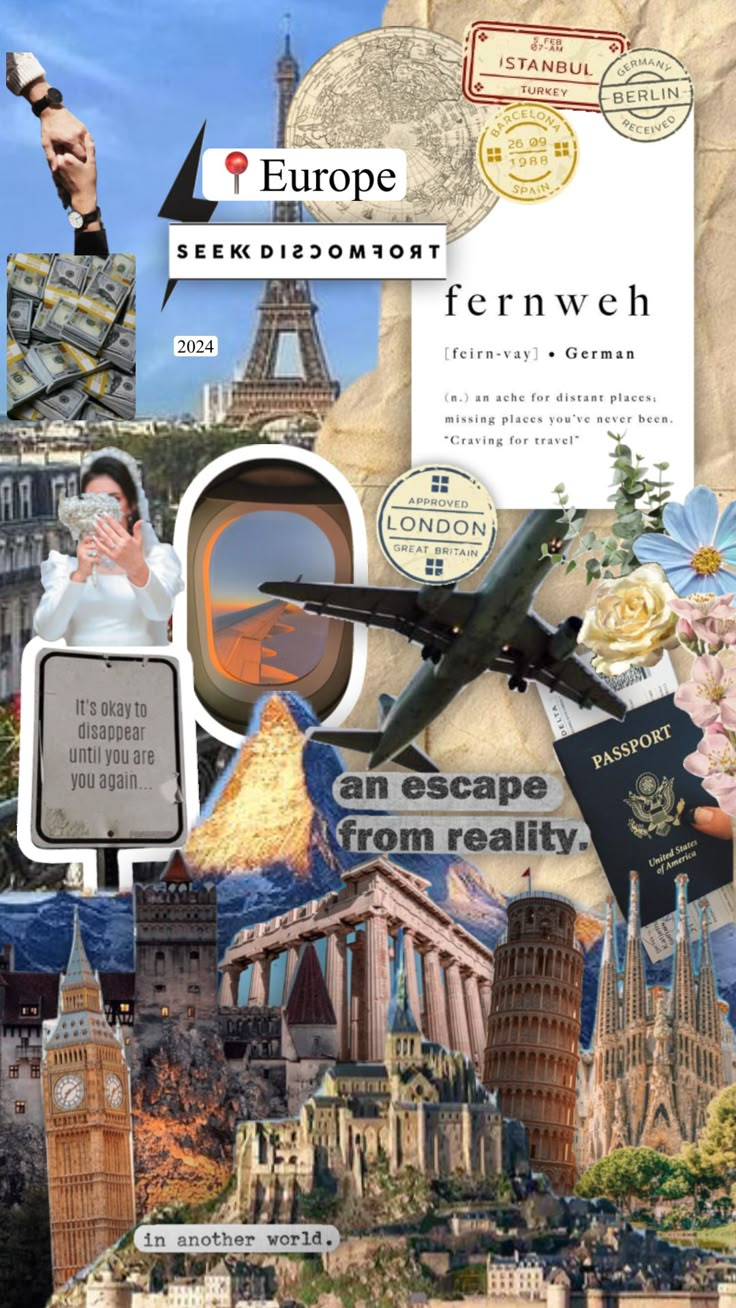 5 FEB
07-AM
ISTANBUL
TURKEY
GERMANY
BERLIN
RECEIVED
BARCELONA
26 09
1988
SPAIN
Europe
SEEK DISCOMFORT
2024
fernweh
[feirn-vay] • German
(n.) an ache for distant places;
missing places you've never been.
"Craving for travel"
APPROVED
LONDON
GREAT BRITAIN
It's okay to
disappear
until you are
you again...
DELTA
PASSPORT
United States
of America
an escape
from reality.
in another world.